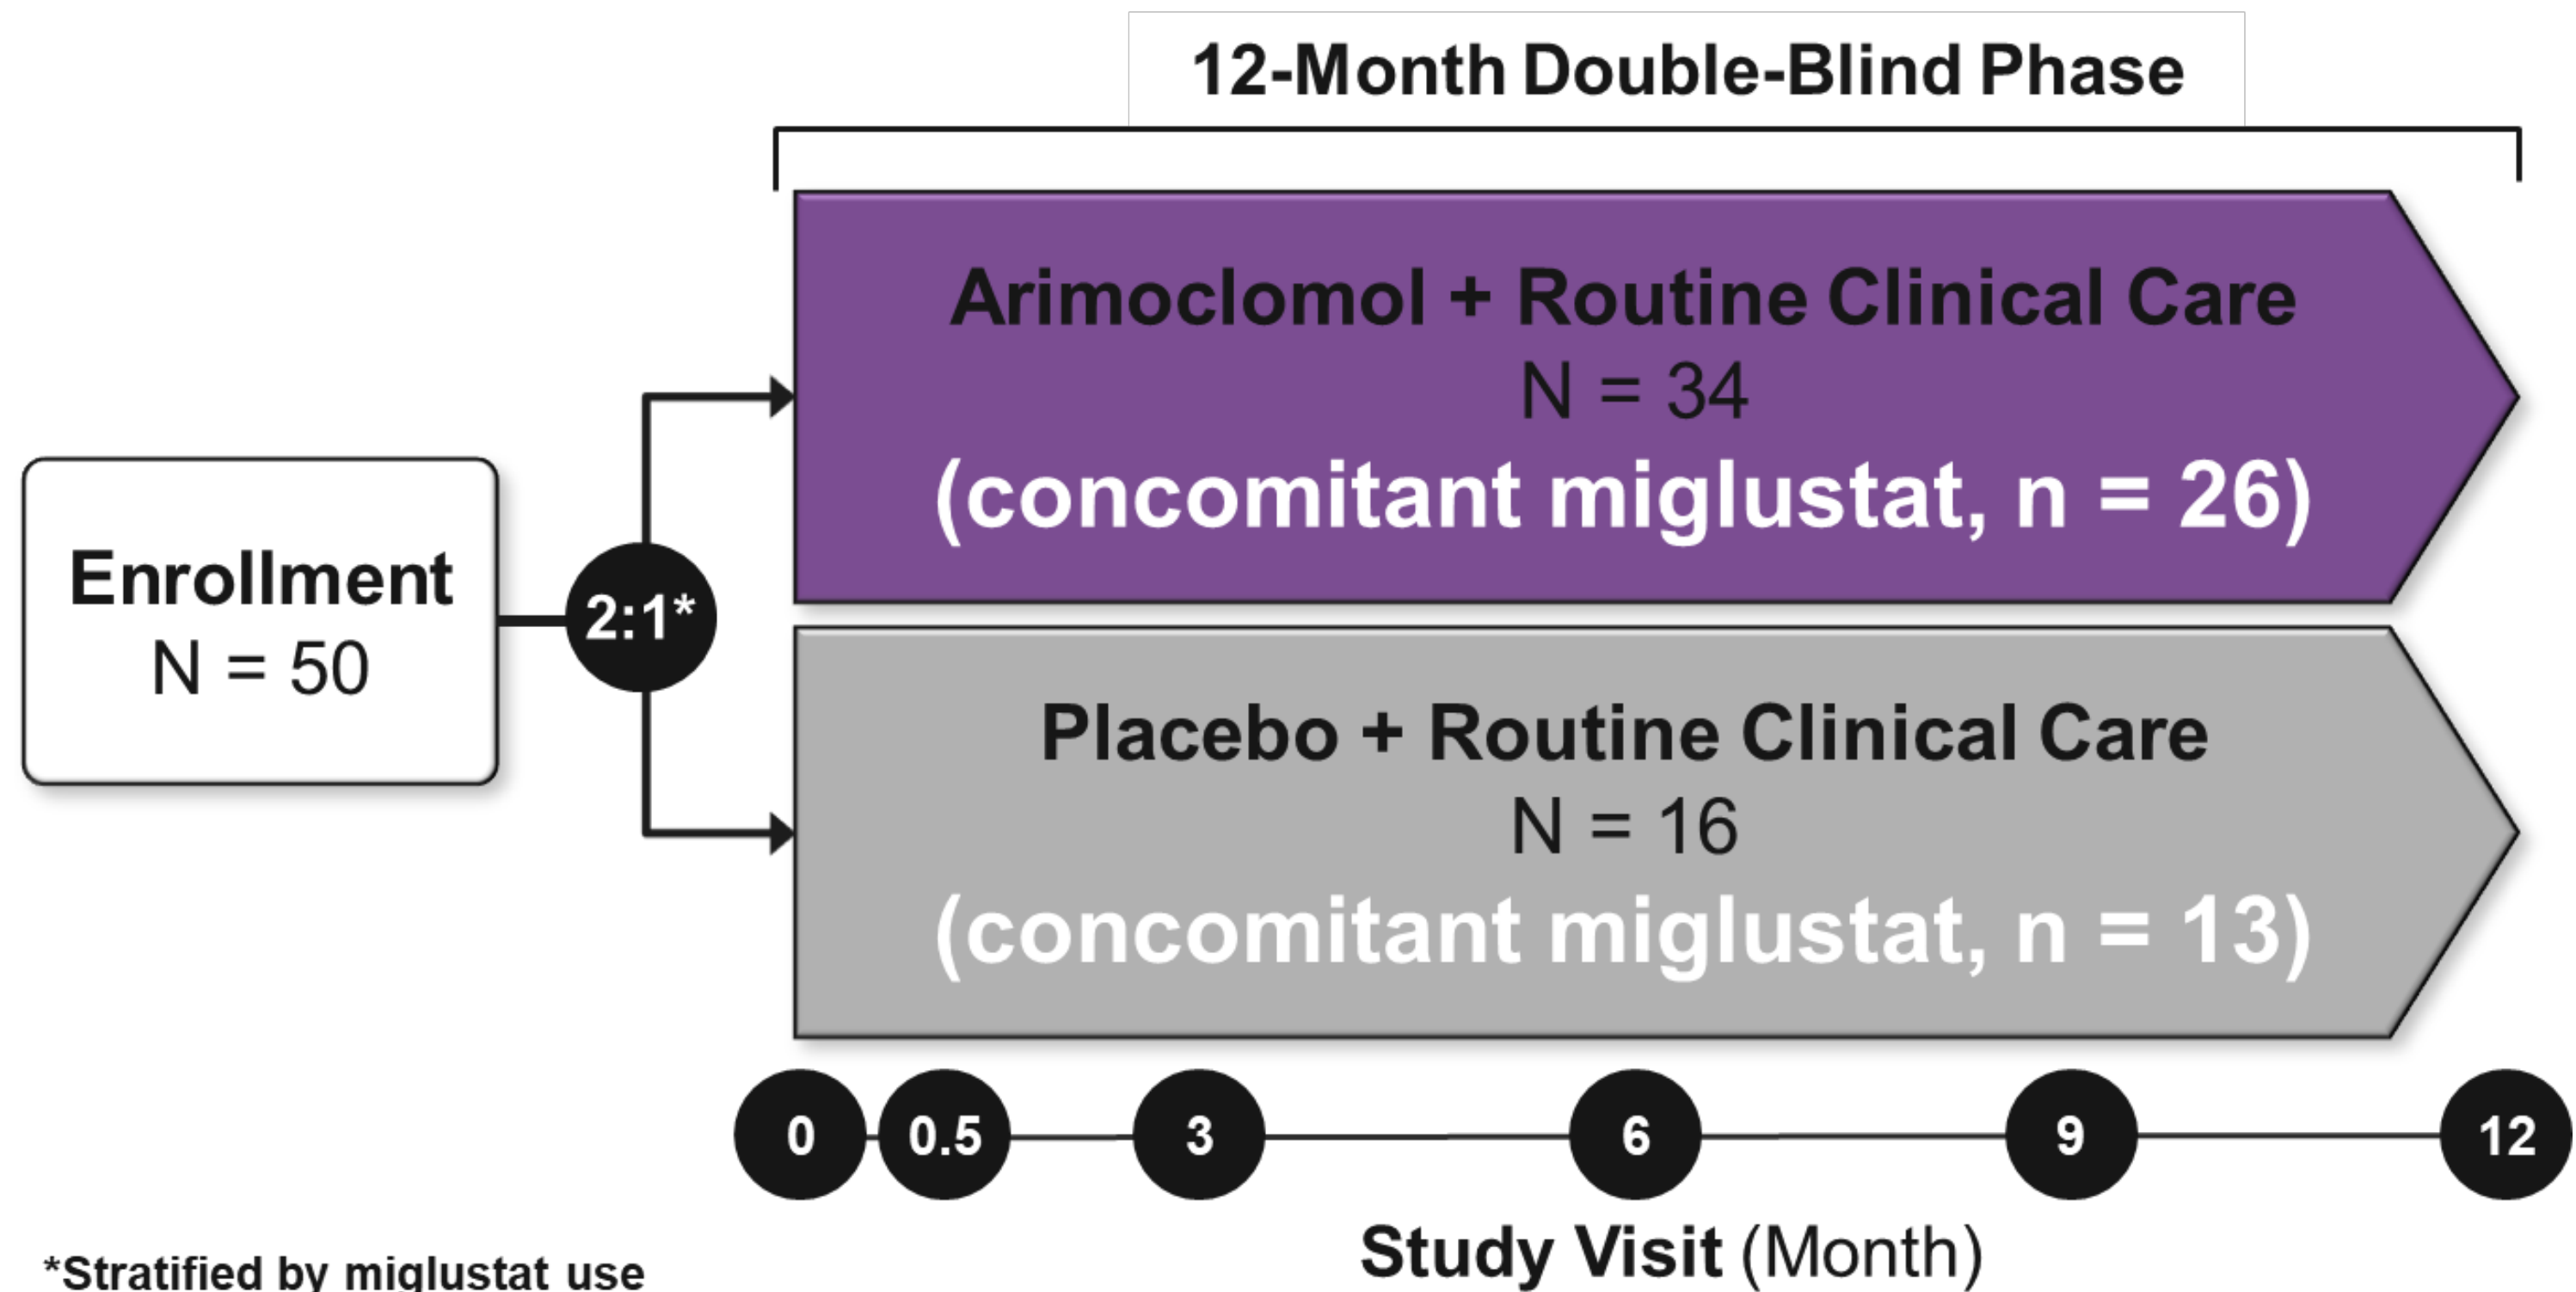 12-Month Double-Blind Phase
Arimoclomol + Routine Clinical Care
N = 34
(concomitant miglustat, n = 26)
Enrollment
N = 50
2:1*
Placebo + Routine Clinical Care
N = 16
(concomitant miglustat, n = 13)
0 0.5 3 6 9 12
Study Visit (Month)
*Stratified by miglustat use